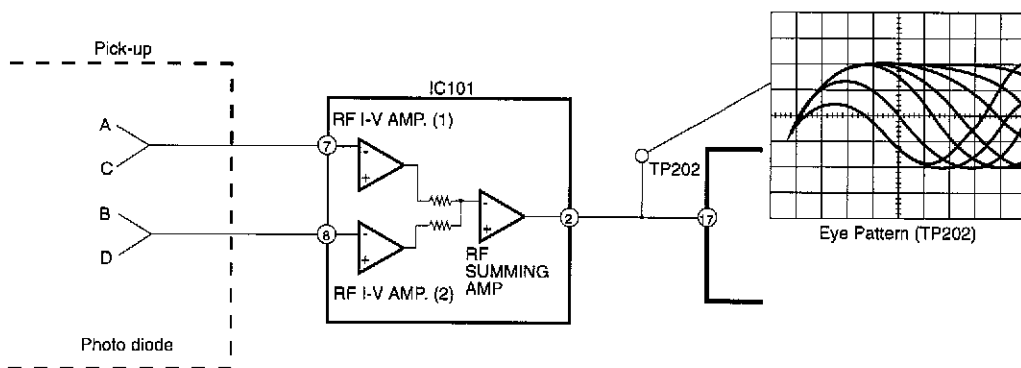 Pick-up
A
C
B
D
Photo diode
IC101
RF I-V AMP. (1)
7
-
+
8
-
+
RF I-V AMP. (2)
-
+
RF
SUMMING
AMP
2
TP202
17
Eye Pattern (TP202)